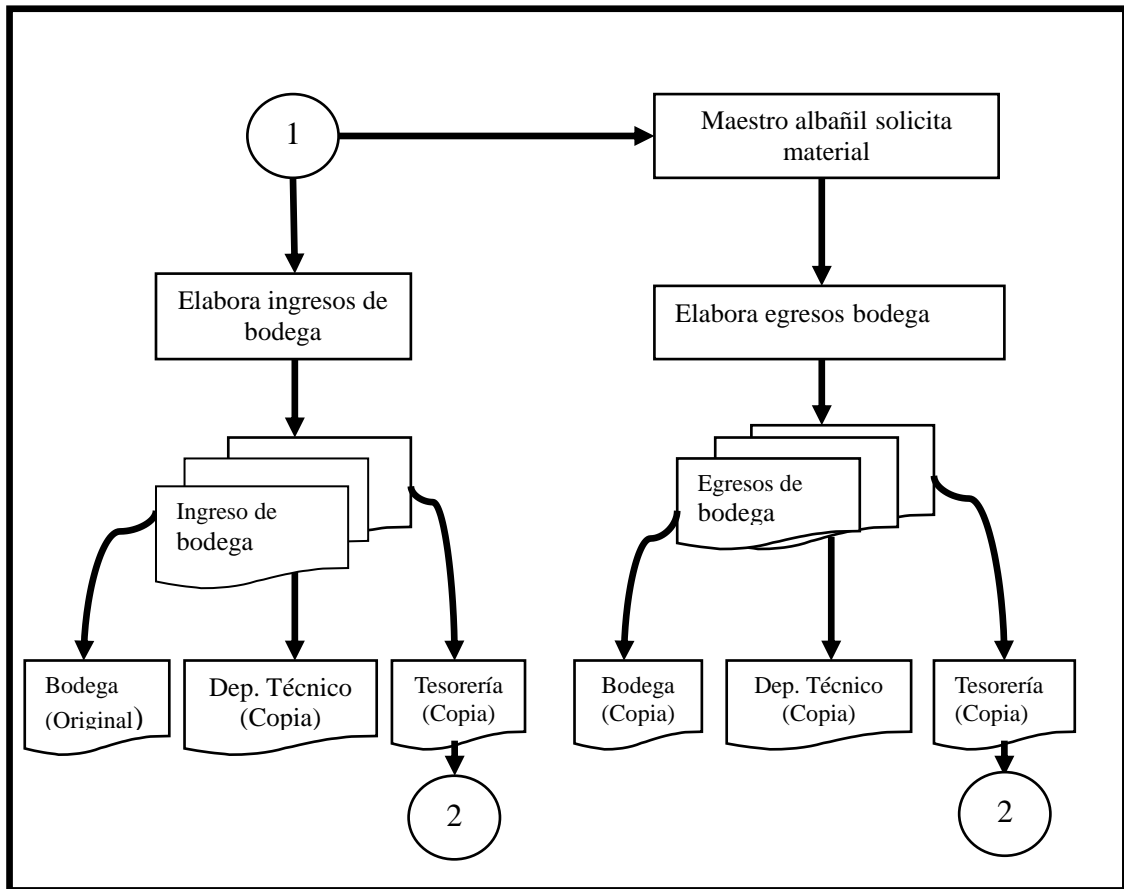 1
Maestro albañil solicita
material
Elabora ingresos de
bodega
Elabora egresos bodega
Ingreso de
bodega
Egresos de
bodega
Bodega
(Original)
Dep. Técnico
(Copia)
Tesorería
(Copia)
Bodega
(Copia)
Dep. Técnico
(Copia)
Tesorería
(Copia)
2
2